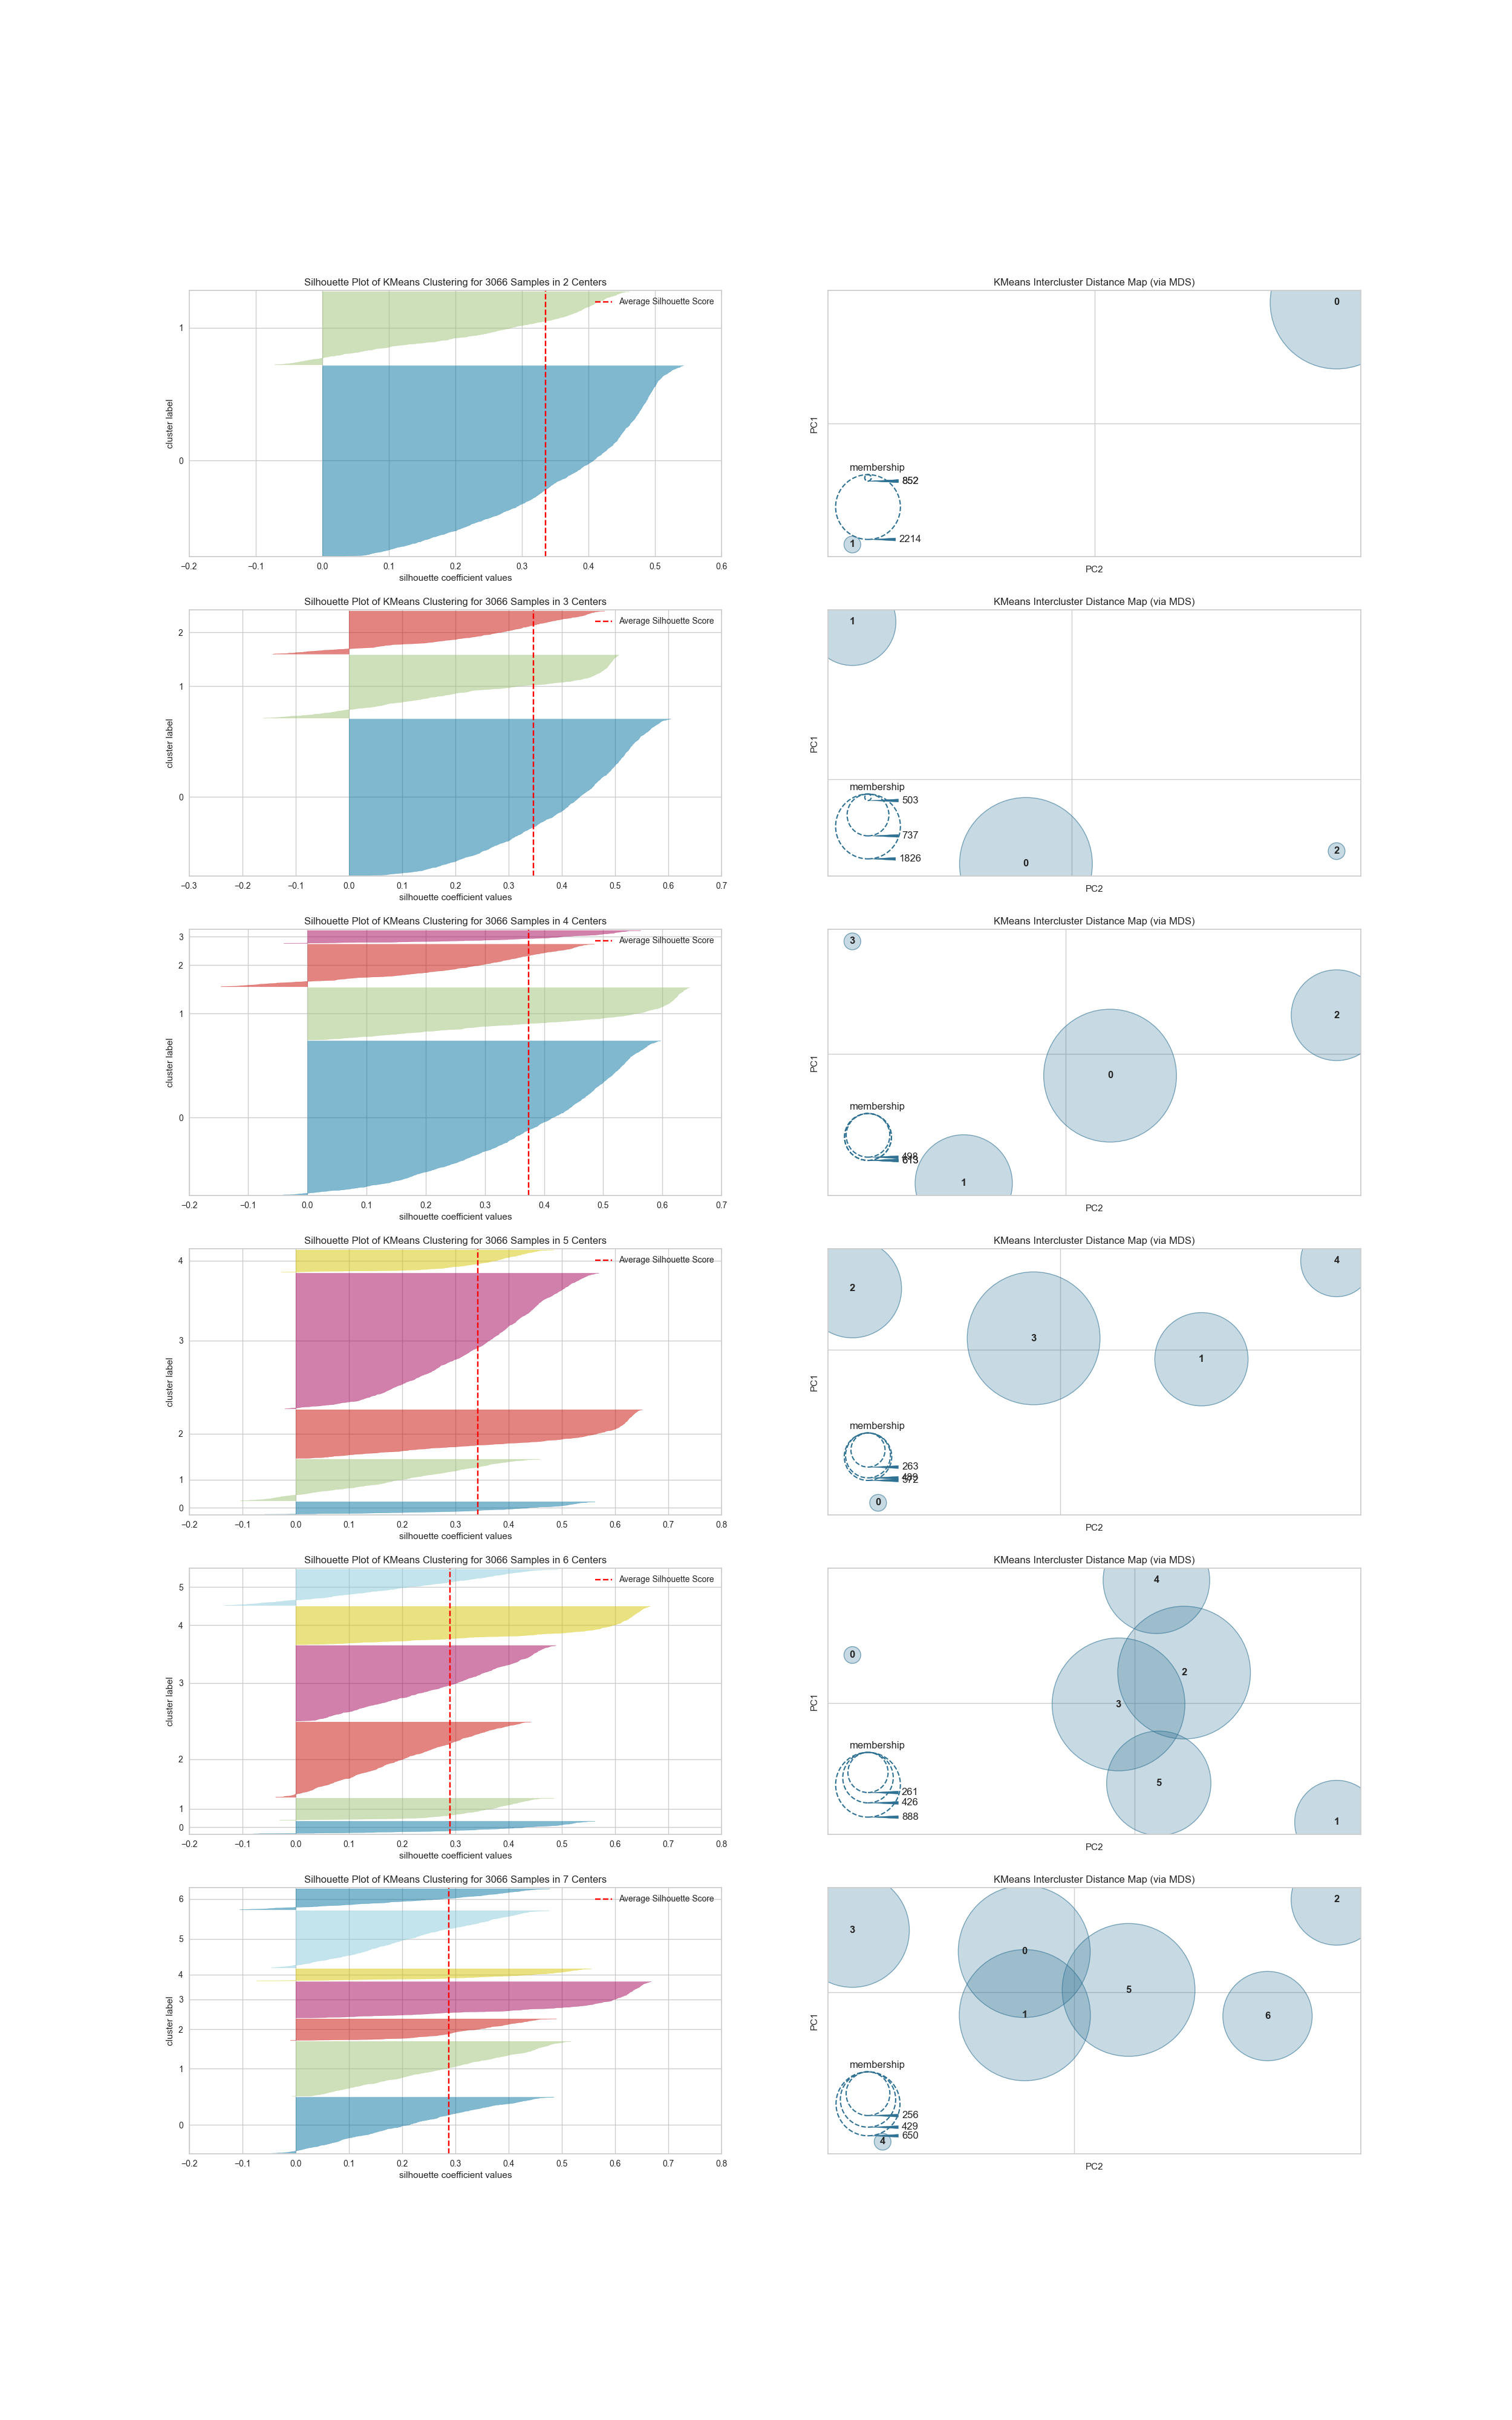 Silhouette Plot of KMeans Clustering for 3066 Samples in 2 Centers
Average Silhouette Score
1
0
cluster label
−0.2 −0.1 0.0 0.1 0.2 0.3 0.4 0.5 0.6
silhouette coefficient values
KMeans Intercluster Distance Map (via MDS)
0
PC1
membership
852
2214
1
PC2
Silhouette Plot of KMeans Clustering for 3066 Samples in 3 Centers
Average Silhouette Score
2
1
0
cluster label
−0.3 −0.2 −0.1 0.0 0.1 0.2 0.3 0.4 0.5 0.6 0.7
silhouette coefficient values
KMeans Intercluster Distance Map (via MDS)
1
PC1
membership
503
737
1826
0
2
PC2
Silhouette Plot of KMeans Clustering for 3066 Samples in 4 Centers
Average Silhouette Score
3
2
1
0
cluster label
−0.2 −0.1 0.0 0.1 0.2 0.3 0.4 0.5 0.6 0.7
silhouette coefficient values
KMeans Intercluster Distance Map (via MDS)
3
2
0
PC1
membership
498
613
1
PC2
Silhouette Plot of KMeans Clustering for 3066 Samples in 5 Centers
Average Silhouette Score
4
3
2
1
0
cluster label
−0.2 −0.1 0.0 0.1 0.2 0.3 0.4 0.5 0.6 0.7 0.8
silhouette coefficient values
KMeans Intercluster Distance Map (via MDS)
4
2
3
1
PC1
membership
263
572
0
PC2
Silhouette Plot of KMeans Clustering for 3066 Samples in 6 Centers
Average Silhouette Score
5
4
3
2
1
0
cluster label
−0.2 −0.1 0.0 0.1 0.2 0.3 0.4 0.5 0.6 0.7 0.8
silhouette coefficient values
KMeans Intercluster Distance Map (via MDS)
4
0
2
3
PC1
membership
5
261
426
888
1
PC2
Silhouette Plot of KMeans Clustering for 3066 Samples in 7 Centers
Average Silhouette Score
6
5
4
3
2
1
0
cluster label
−0.2 −0.1 0.0 0.1 0.2 0.3 0.4 0.5 0.6 0.7 0.8
silhouette coefficient values
KMeans Intercluster Distance Map (via MDS)
2
3
0
5
1
6
PC1
membership
256
429
650
4
PC2